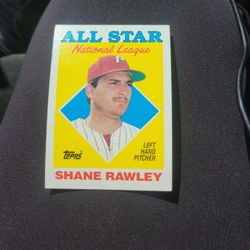 ALL STAR
National League
P
LEFT
HAND
PITCHER
Topps
SHANE RAWLEY